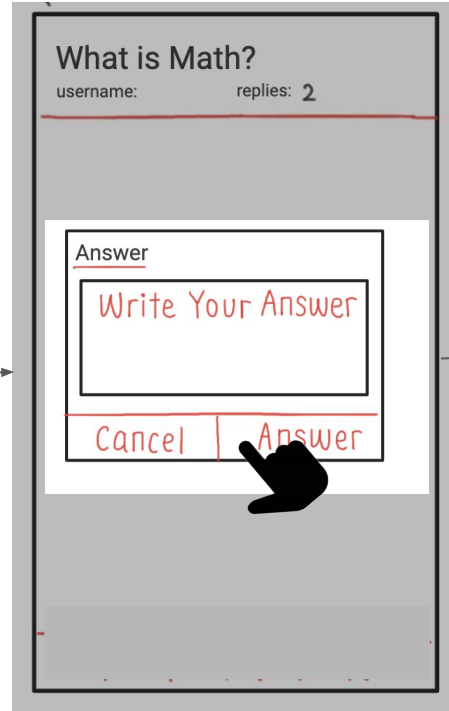 What is Math?
username: replies: 2
Answer
Write Your Answer
Cancel Answer